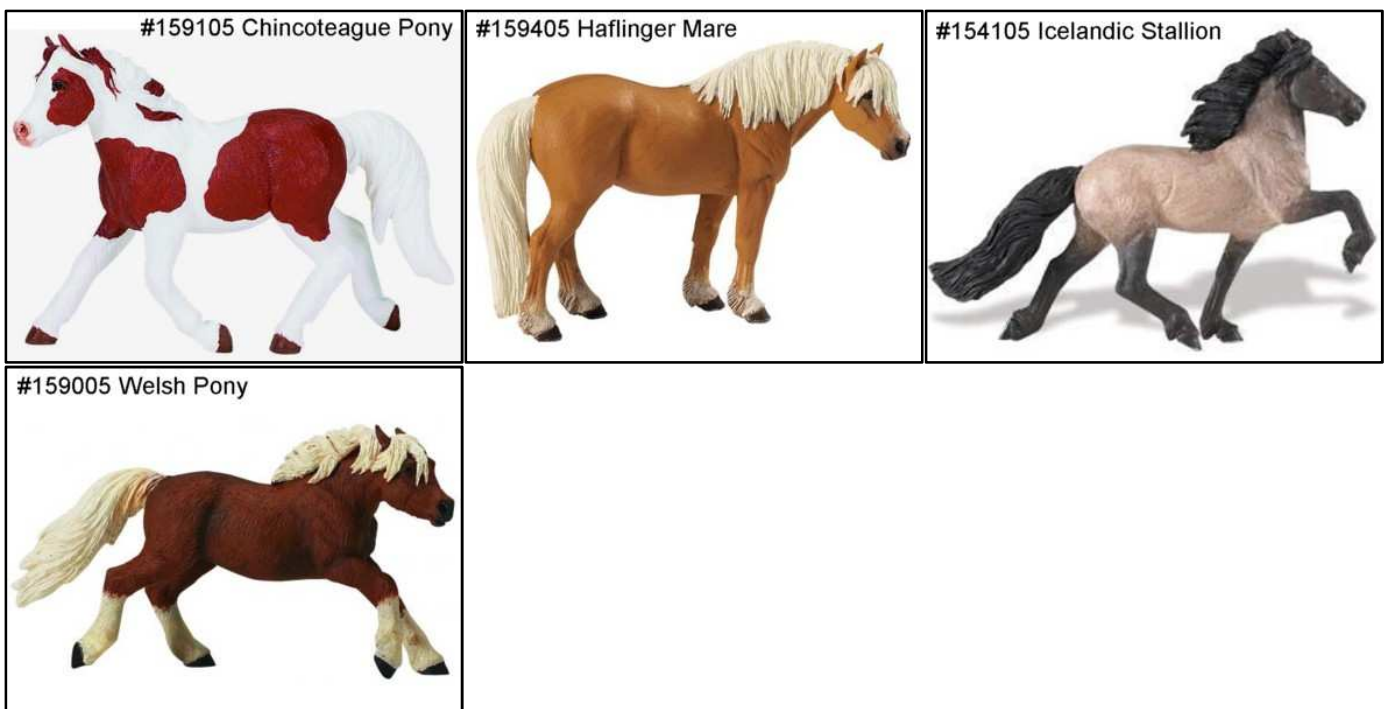 #159105 Chincoteague Pony
#159405 Haflinger Mare
#154105 Icelandic Stallion
#159005 Welsh Pony